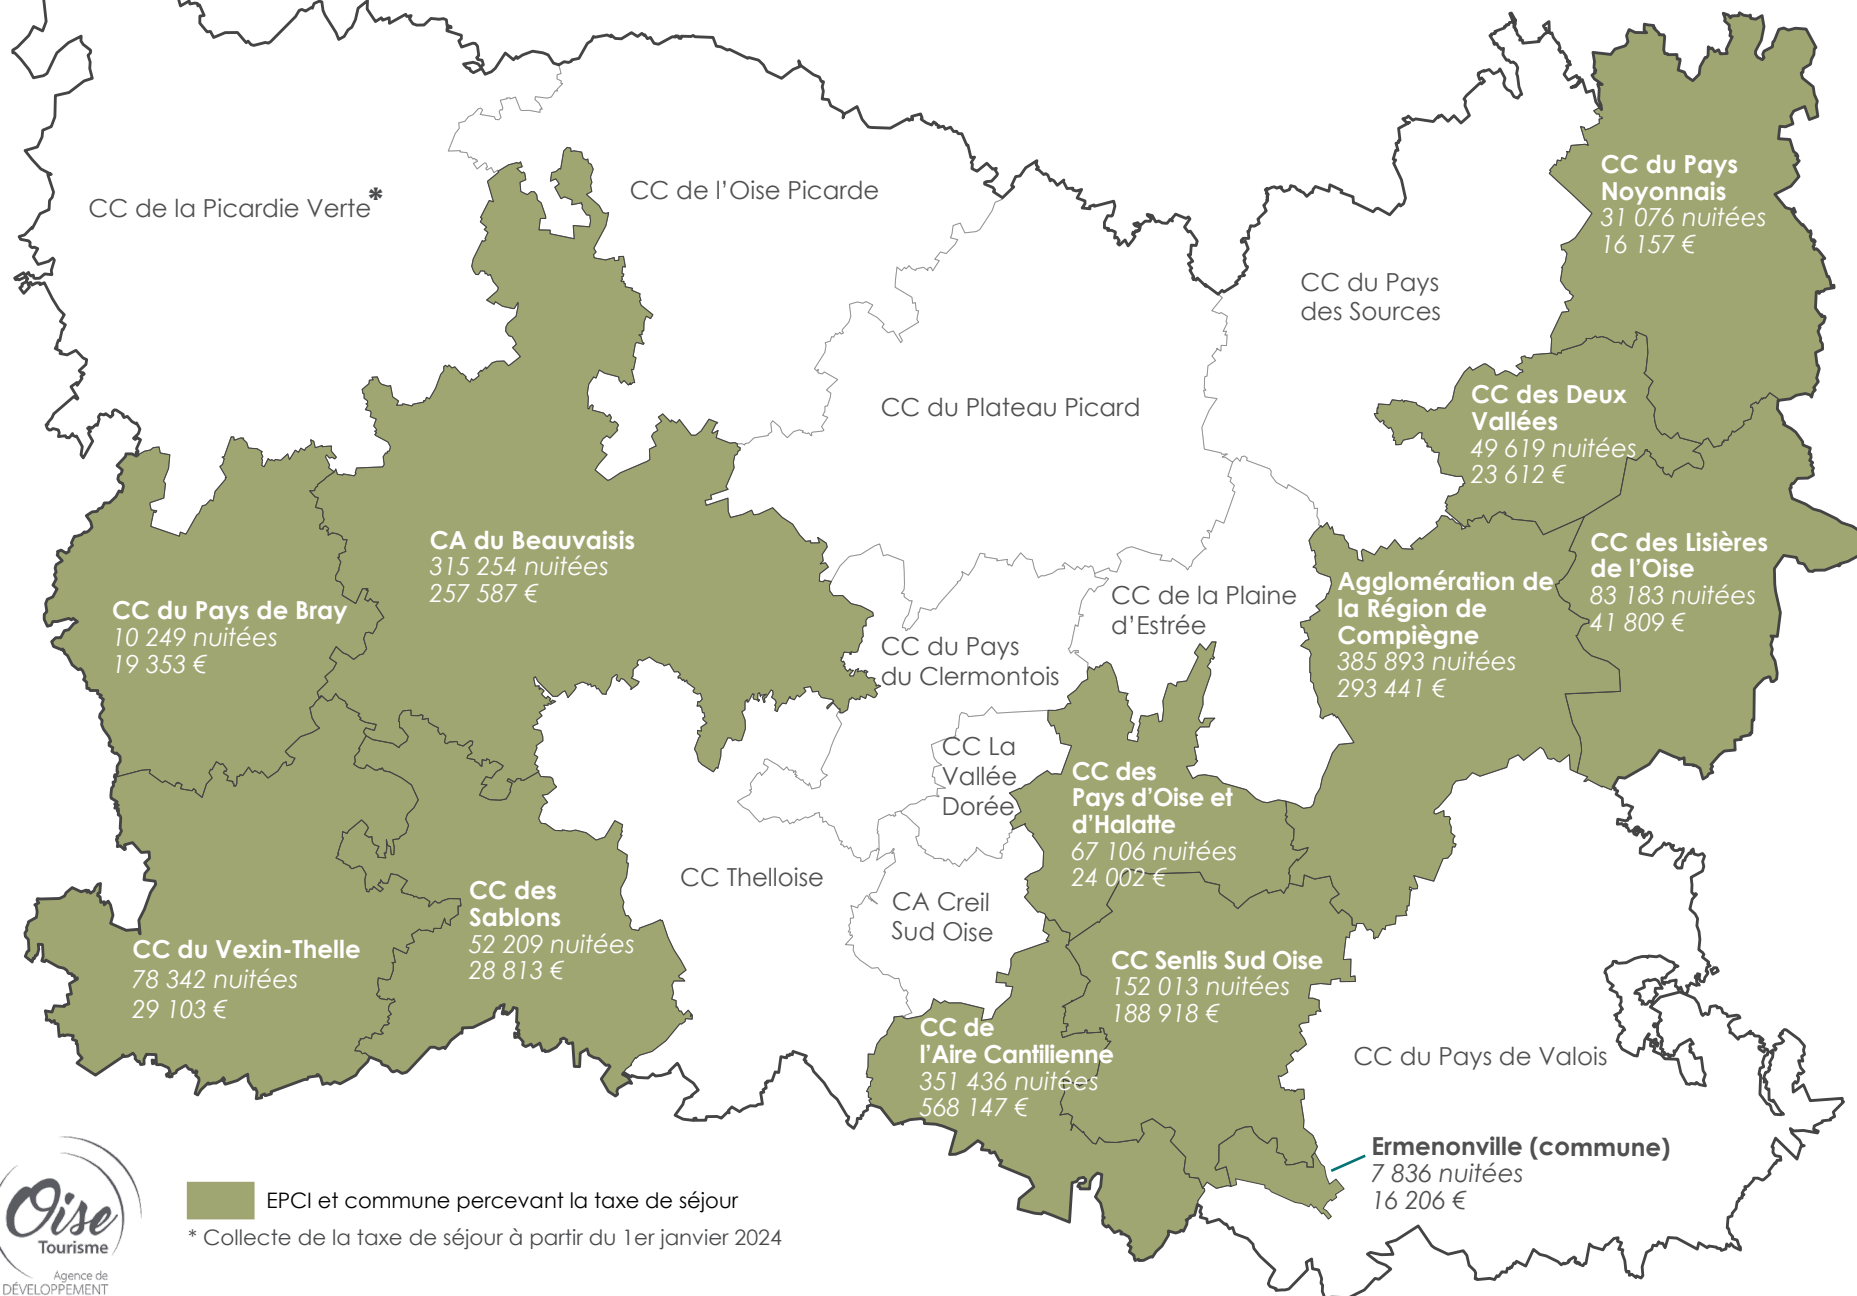 CC de la Picardie Verte*
CC de l'Oise Picarde
CC du Pays
Noyonnais
31 076 nuitées
16 157 €
CC du Pays
des Sources
CC du Plateau Picard
CC des Deux
Vallées
49 619 nuitées
23 612 €
CA du Beauvaisis
315 254 nuitées
257 587 €
CC des Lisières
de l'Oise
83 183 nuitées
41 809 €
Agglomération de
la Région de
Compiègne
385 893 nuitées
293 441 €
CC du Pays de Bray
10 249 nuitées
19 353 €
CC de la Plaine
d'Estrée
CC du Pays
du Clermontois
CC La
Vallée
Dorée
CC des
Pays d'Oise et
d'Halatte
67 106 nuitées
24 002 €
CC Thelloise
CA Creil
Sud Oise
CC des
Sablons
52 209 nuitées
28 813 €
CC du Vexin-Thelle
78 342 nuitées
29 103 €
CC Senlis Sud Oise
152 013 nuitées
188 918 €
CC de
l'Aire Cantilienne
351 436 nuitées
568 147 €
CC du Pays de Valois
Ermenonville (commune)
7 836 nuitées
16 206 €
EPCI et commune percevant la taxe de séjour
* Collecte de la taxe de séjour à partir du 1er janvier 2024
Oise
Tourisme
Agence de
DÉVELOPPEMENT